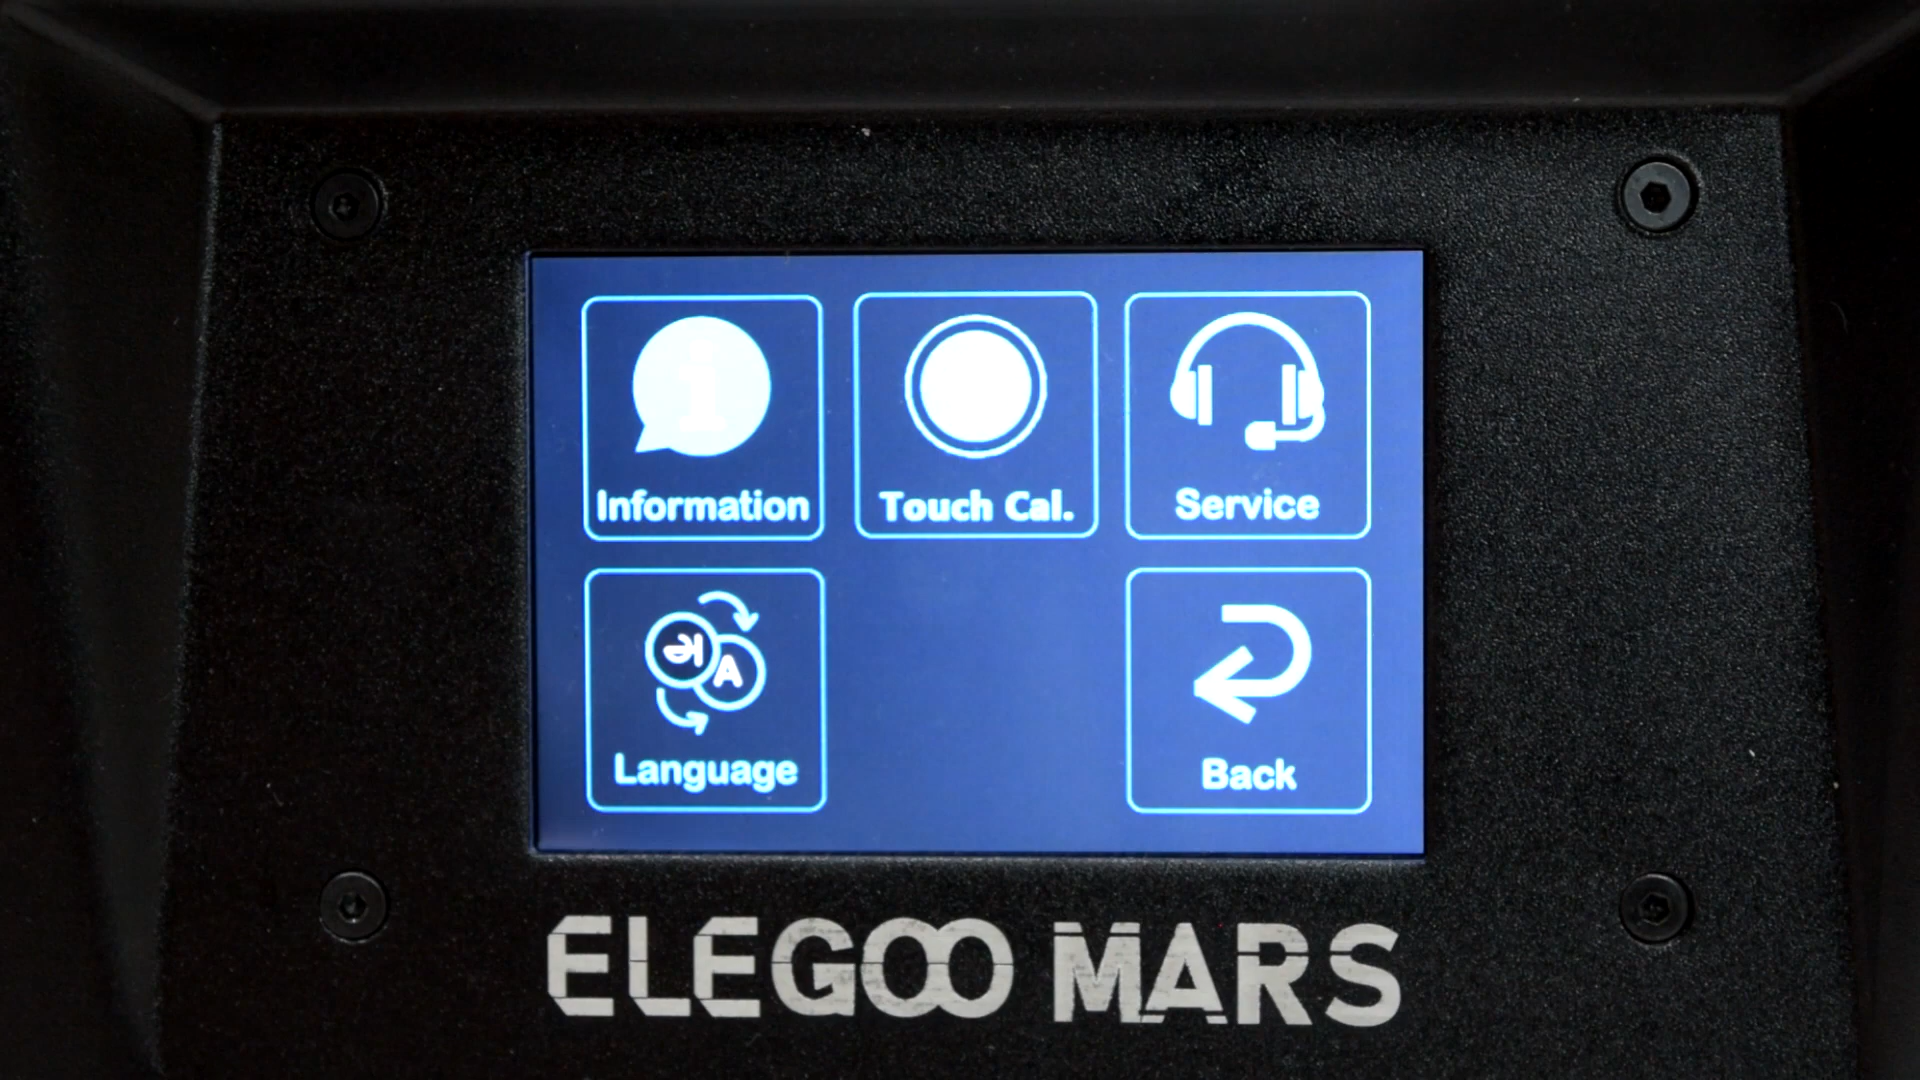 Information
Touch Cal.
Service
Language
Back
ELEGOO MARS